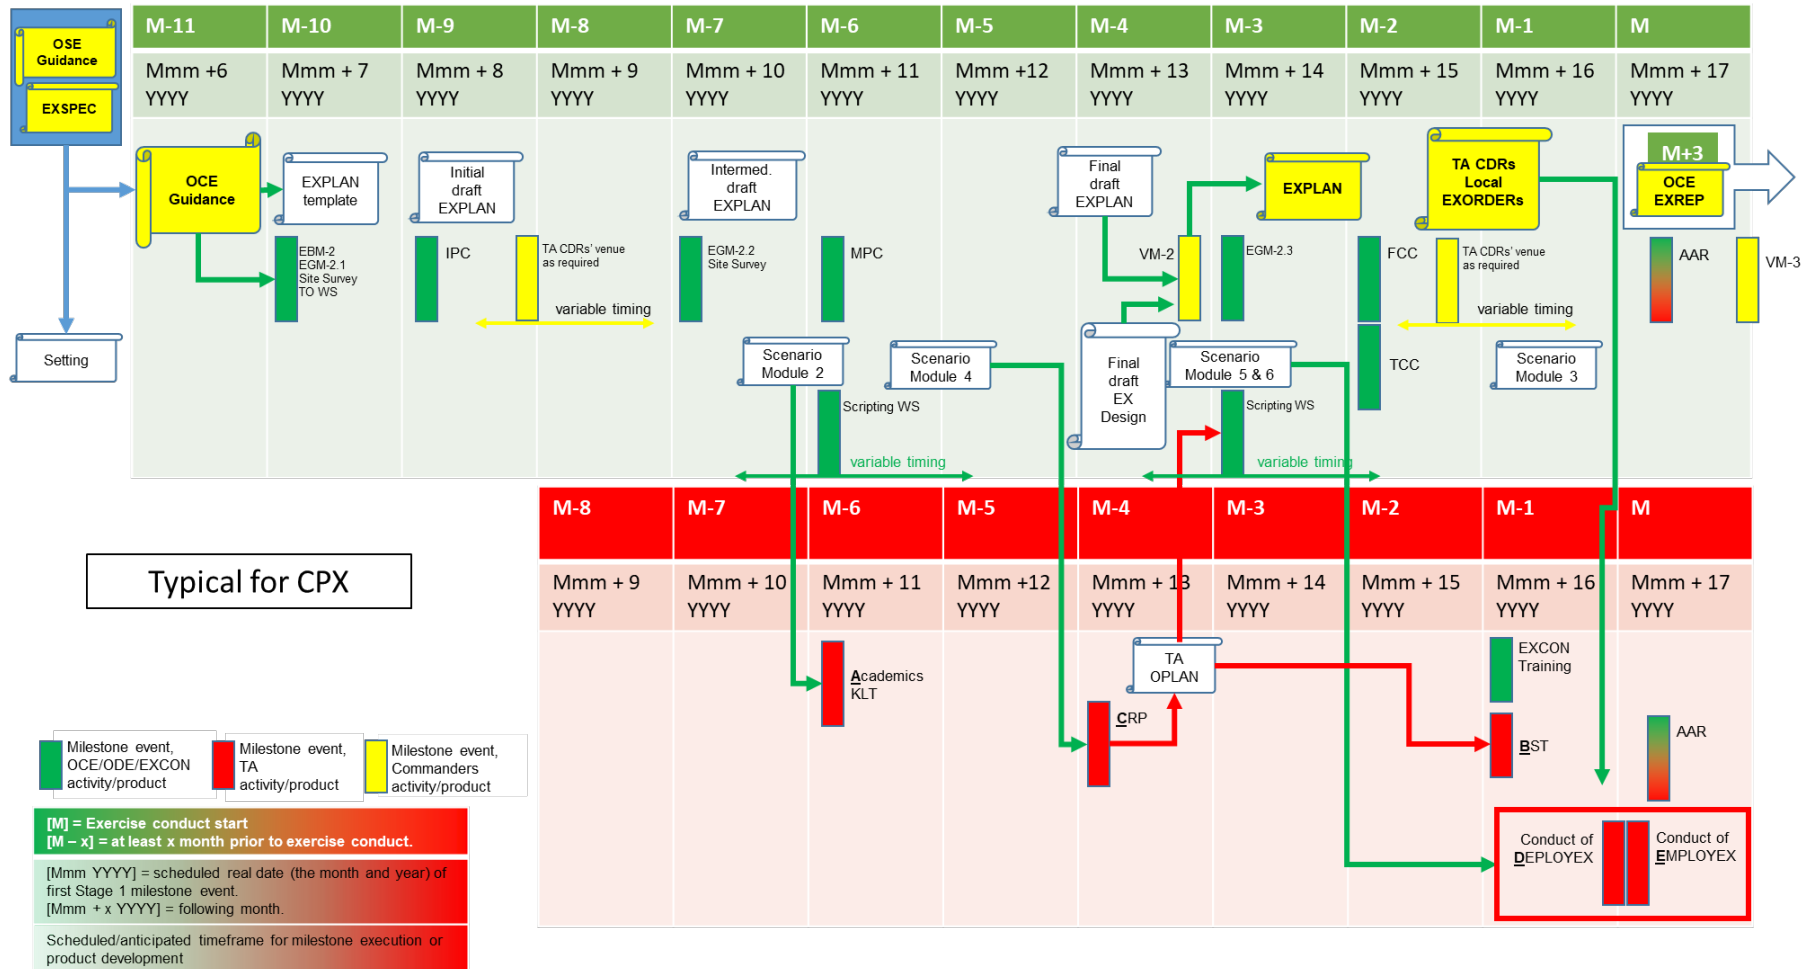 OSE
Guidance
EXSPEC
Setting
M-11
M-10
M-9
M-8
M-7
M-6
M-5
M-4
M-3
M-2
M-1
M
Mmm +6
YYYY
Mmm + 7
YYYY
Mmm + 8
YYYY
Mmm + 9
YYYY
Mmm + 10
YYYY
Mmm + 11
YYYY
Mmm +12
YYYY
Mmm + 13
YYYY
Mmm + 14
YYYY
Mmm + 15
YYYY
Mmm + 16
YYYY
Mmm + 17
YYYY
OCE
Guidance
EXPLAN
template
Initial
draft
EXPLAN
Intermed.
draft
EXPLAN
Final
draft
EXPLAN
EXPLAN
TA CDRs
Local
EXORDERs
M+3
OCE
EXREP
EBM-2
EGM-2.1
Site Survey
TO WS
IPC
TA CDRs' venue
as required
variable timing
EGM-2.2
Site Survey
MPC
VM-2
EGM-2.3
FCC
TA CDRs' venue
as required
variable timing
AAR
VM-3
Scenario
Module 2
Scenario
Module 4
Final
draft
EX
Design
Scenario
Module 5 & 6
TCC
Scenario
Module 3
Scripting WS
variable timing
Scripting WS
variable timing
M-8
M-7
M-6
M-5
M-4
M-3
M-2
M-1
M
Mmm + 9
YYYY
Mmm + 10
YYYY
Mmm + 11
YYYY
Mmm +12
YYYY
Mmm + 13
YYYY
Mmm + 14
YYYY
Mmm + 15
YYYY
Mmm + 16
YYYY
Mmm + 17
YYYY
Typical for CPX
Academics
KLT
CRP
TA
OPLAN
EXCON
Training
BST
AAR
Conduct of
DEPLOYEX
Conduct of
EMPLOYEX
Milestone event,
OCE/ODE/EXCON
activity/product
Milestone event,
TA
activity/product
Milestone event,
Commanders
activity/product
[M] = Exercise conduct start
[M – x] = at least x month prior to exercise conduct.
[Mmm YYYY] = scheduled real date (the month and year) of
first Stage 1 milestone event.
[Mmm + x YYYY] = following month.
Scheduled/anticipated timeframe for milestone execution or
product development